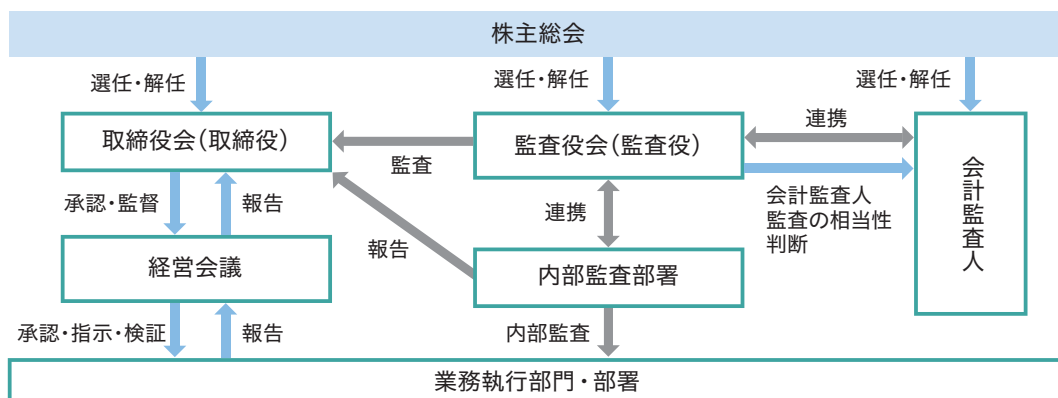 株主総会
選任・解任
選任・解任
選任・解任
取締役会(取締役)
監査
監査役会(監査役)
連携
会計監査人
会計監査人
監査の相当性
判断
承認・監督
報告
報告
連携
経営会議
内部監査部署
承認・指示・検証
報告
内部監査
業務執行部門・部署